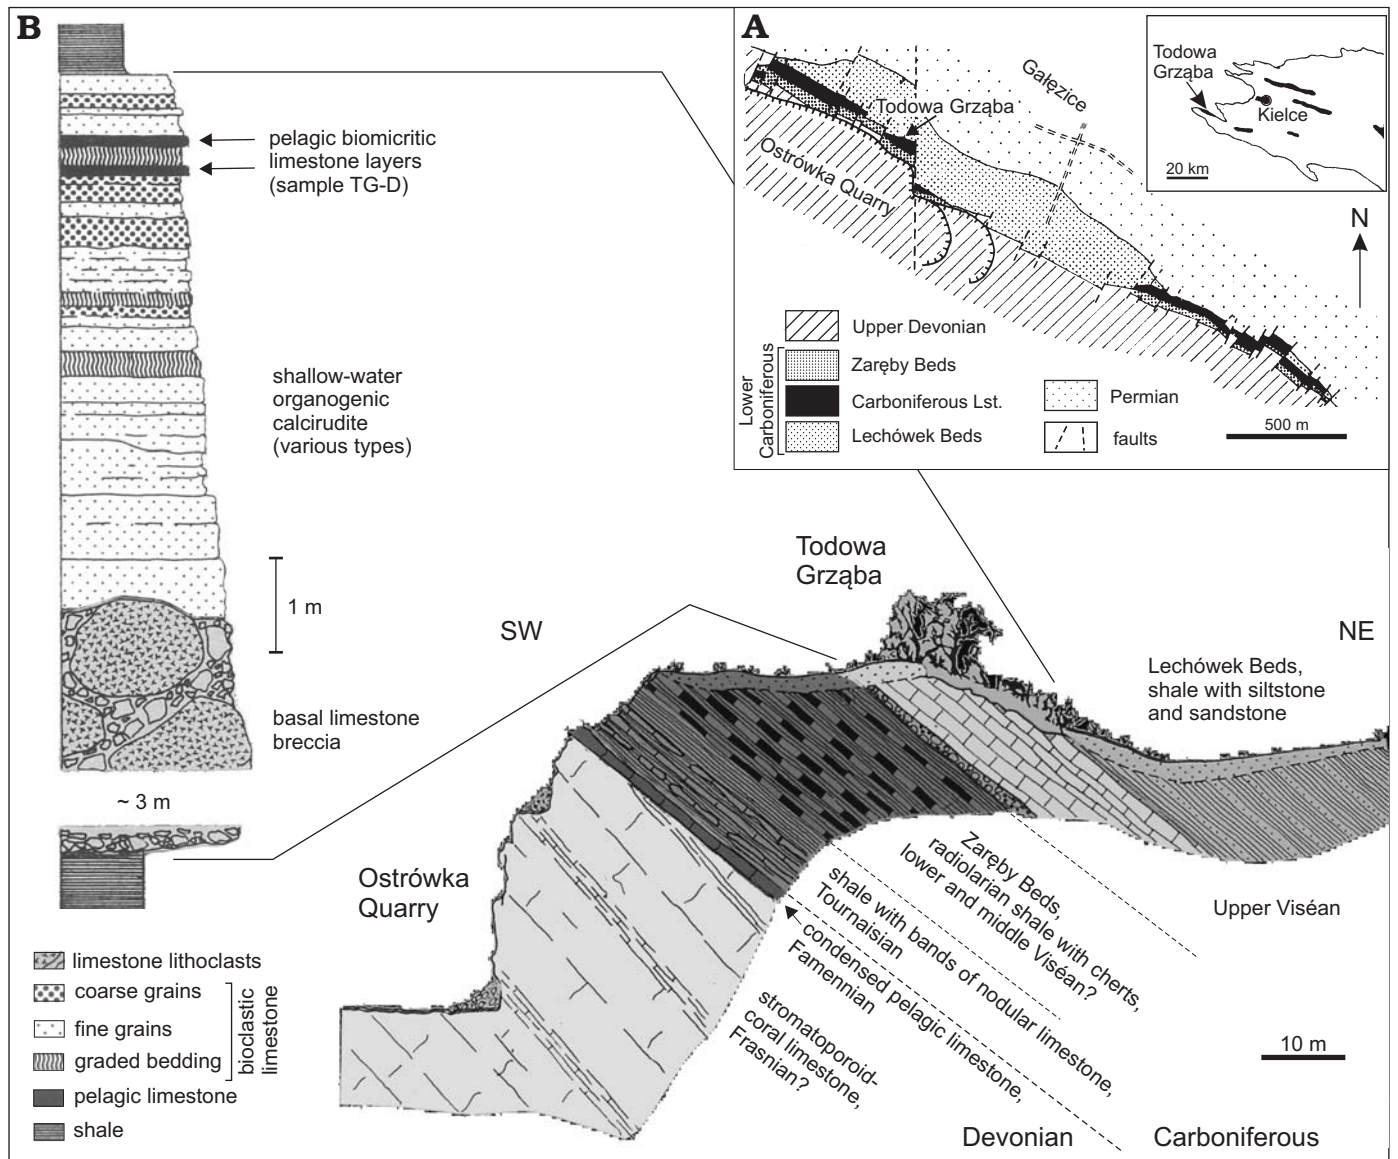 B
pelagic biomicritic
limestone layers
(sample TG-D)
shallow-water
organogenic
calcirudite
(various types)
1 m
basal limestone
breccia
~ 3 m
limestone lithoclasts
coarse grains
fine grains
graded bedding
bioclastic
limestone
pelagic limestone
shale
A
Gałęzice
Todowa Grząba
Ostrówka Quarry
Todowa
Grząba
Kielce
20 km
N
Upper Devonian
Lower
Carboniferous
Zaręby Beds
Carboniferous Lst.
Lechówek Beds
Permian
faults
500 m
Todowa
Grząba
SW
NE
Lechówek Beds,
shale with siltstone
and sandstone
Ostrówka
Quarry
Zaręby Beds,
radiolarian shale with cherts,
lower and middle Viséan?
Upper Viséan
shale with bands of nodular limestone,
Tournaisian
condensed pelagic limestone,
Famennian
stromatoporoid-
coral limestone,
Frasnian?
10 m
Devonian
Carboniferous